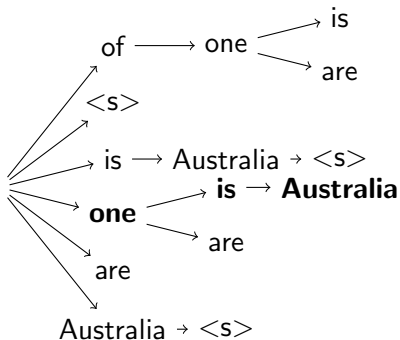 is
of one
are
<s>
is Australia <s>
is Australia
one
are
are
Australia <s>